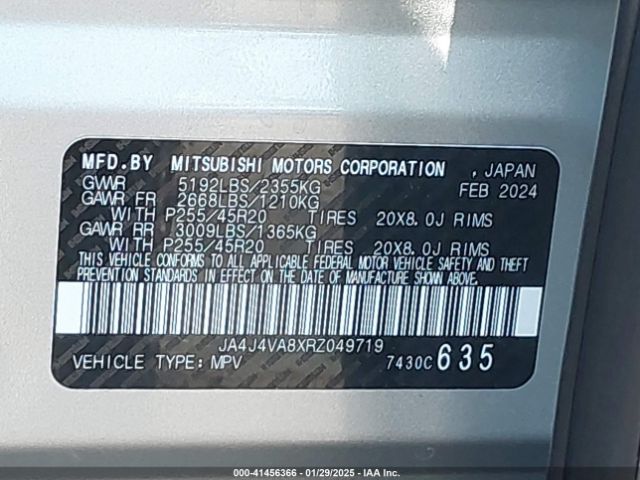 MFD.BY MITSUBISHI MOTORS CORPORATION , JAPAN
GWWR 5192LBS/2355KG FEB 2024
GAWR FR 2668LBS/1210KG
WITH P255/45R20 TIRES 20X8.0J RIMS
GAWR RR 3009LBS/1365KG
WITH P255/45R20 TIRES 20X8.0J RIMS
THIS VEHICLE CONFORMS TO ALL APPLICABLE FEDERAL MOTOR VEHICLE SAFETY AND THEFT
PREVENTION STANDARDS IN EFFECT ON THE DATE OF MANUFACTURE SHOWN ABOVE.
JA4J4VA8XRZ049719
VEHICLE TYPE: MPV 7430C 635
000-41456366 | 01/29/2025 | IAA Inc.